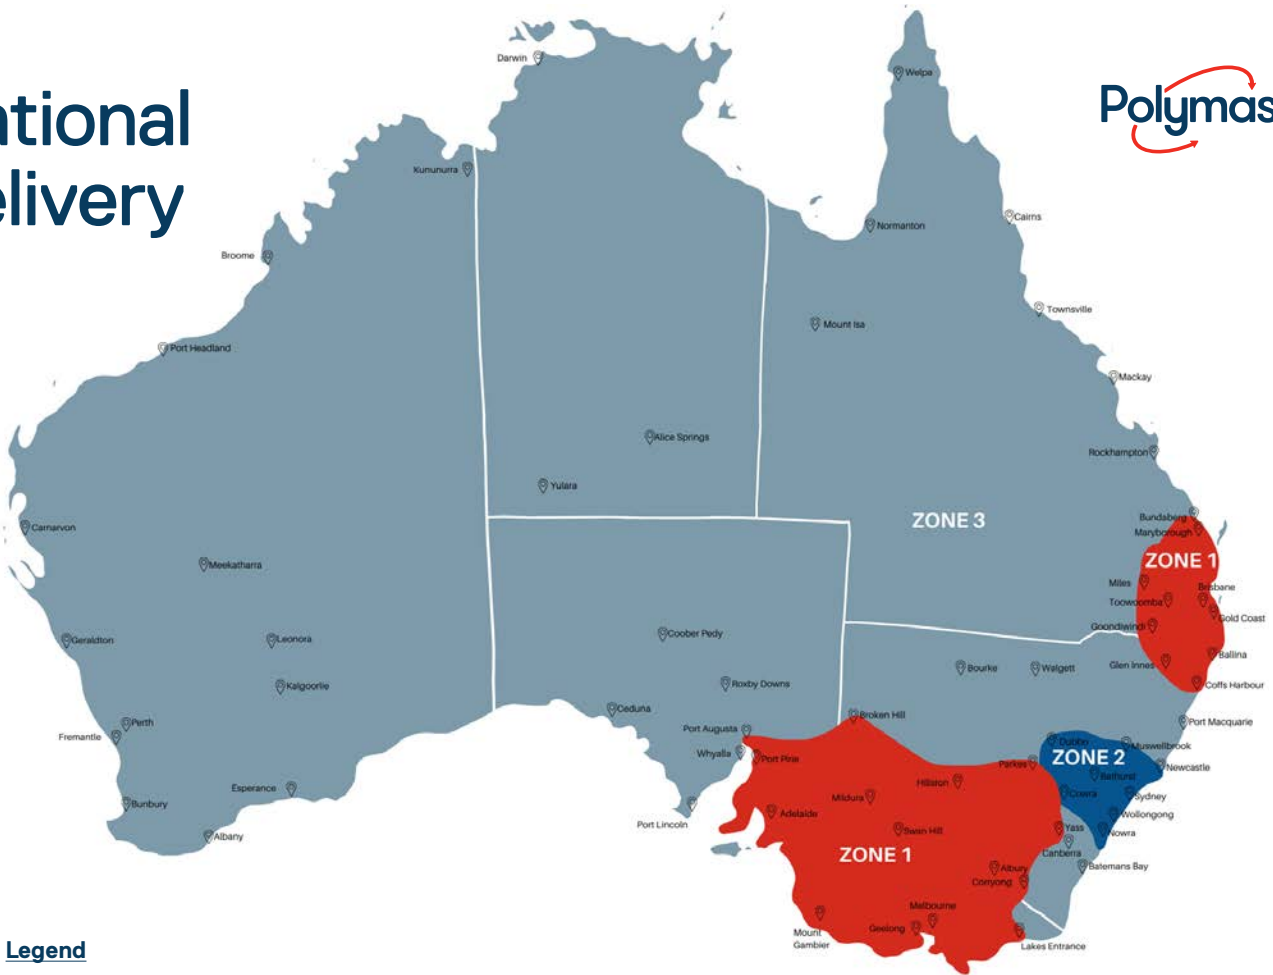 ational
elivery
Polymas
Darwin
Welpa
Kununurra
Cairns
Normanton
Broome
Townsville
Mount Isa
Port Headland
Mackay
Alice Springs
Rockhampton
Yulara
ZONE 3
Bundaberg
Carnarvon
Maryborough
ZONE 1
Meekatharra
Miles
Brisbane
Toowoomba
Gold Coast
Goondiwindi
Geraldton
Leonora
Coober Pedy
Ballina
Bourke
Walgett
Glen Innes
Kalgoorlie
Roxby Downs
Coffs Harbour
Ceduna
Broken Hill
Perth
Port Macquarie
Fremantle
Port Augusta
Dubbo
Muswellbrook
Whyalla
Port Pirie
ZONE 2
Parkes
Newcastle
Bathurst
Esperance
Hillston
Cowra
Sydney
Mildura
Bunbury
Adelaide
Wollongong
Port Lincoln
Swan Hill
Yass
Nowra
Albany
ZONE 1
Canberra
Albury
Batemans Bay
Corryong
Melbourne
Geelong
Mount
Gambier
Lakes Entrance
Legend